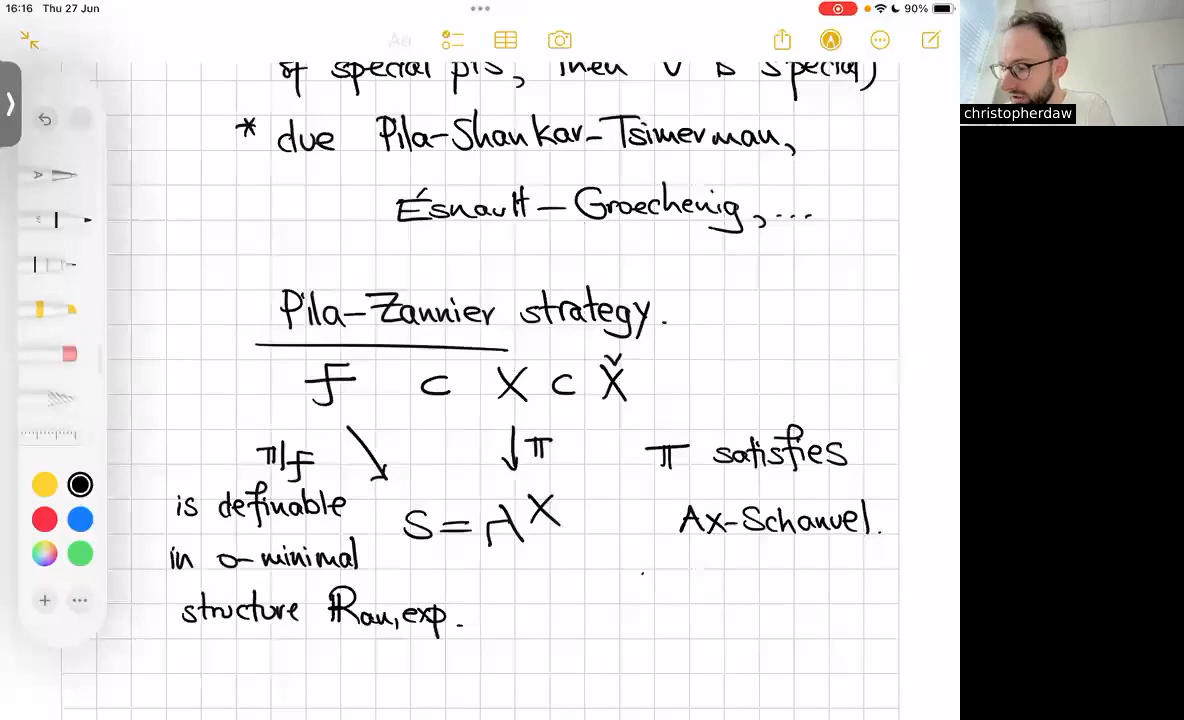 16:16 Thu 27 Jun
90%
Aa
of special pts, then V is special)
* due Pila-Shankar-Tsimerman,
Ésnault-Groechenig, ...
Pila-Zannier strategy.
F ⊂ X ⊂ X̌
π|F ↓π π satisfies
is definable S = Γ\X Ax-Schanuel.
in o-minimal
structure ℝan,exp.
christopherdaw